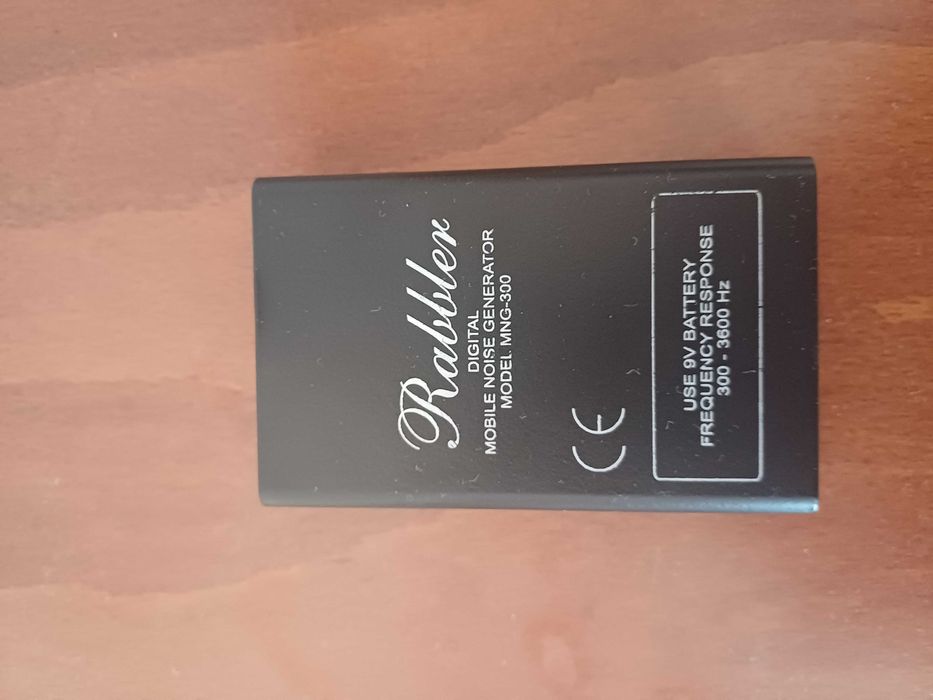 Rabbler
DIGITAL
MOBILE NOISE GENERATOR
MODEL MNG-300
CE
USE 9V BATTERY
FREQUENCY RESPONSE
300 - 3600 Hz